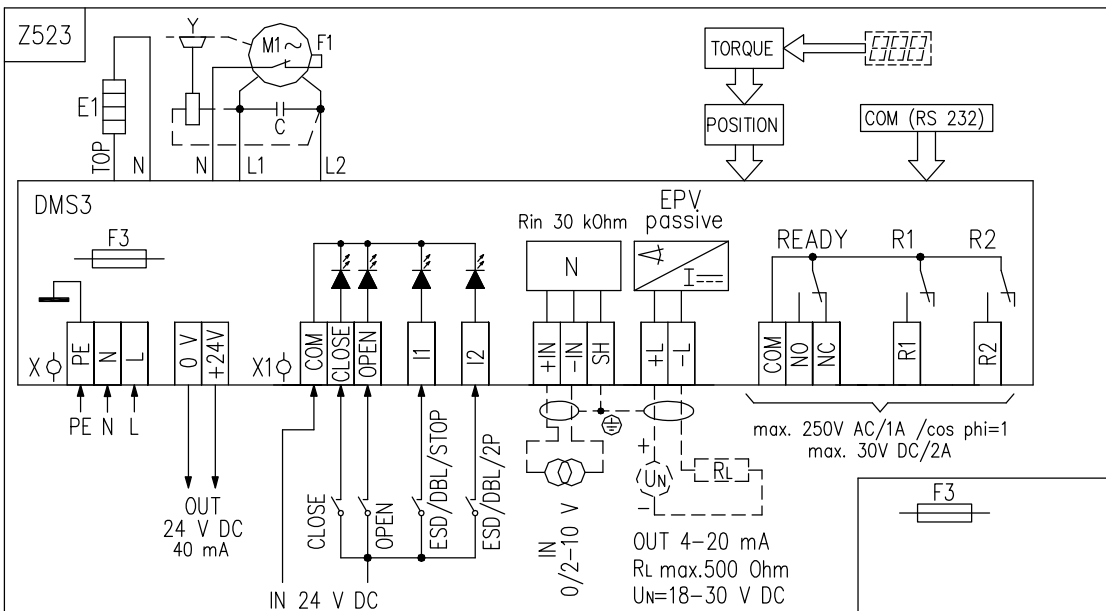 Z523
Y
M1~
F1
E1
C
TOP
N
N
L1
L2
TORQUE
POSITION
COM (RS 232)
DMS3
F3
Rin 30 kOhm
N
EPV
passive
I
READY
R1
R2
X
PE
N
L
0 V
+24V
X1
COM
CLOSE
OPEN
I1
I2
+IN
-IN
SH
+L
-L
COM
NO
NC
R1
R2
PE N L
OUT
24 V DC
40 mA
CLOSE
OPEN
ESD/DBL/STOP
ESD/DBL/2P
IN 24 V DC
IN
0/2-10 V
+
UN
-
RL
OUT 4-20 mA
RL max.500 Ohm
UN=18-30 V DC
max. 250V AC/1A /cos phi=1
max. 30V DC/2A
F3